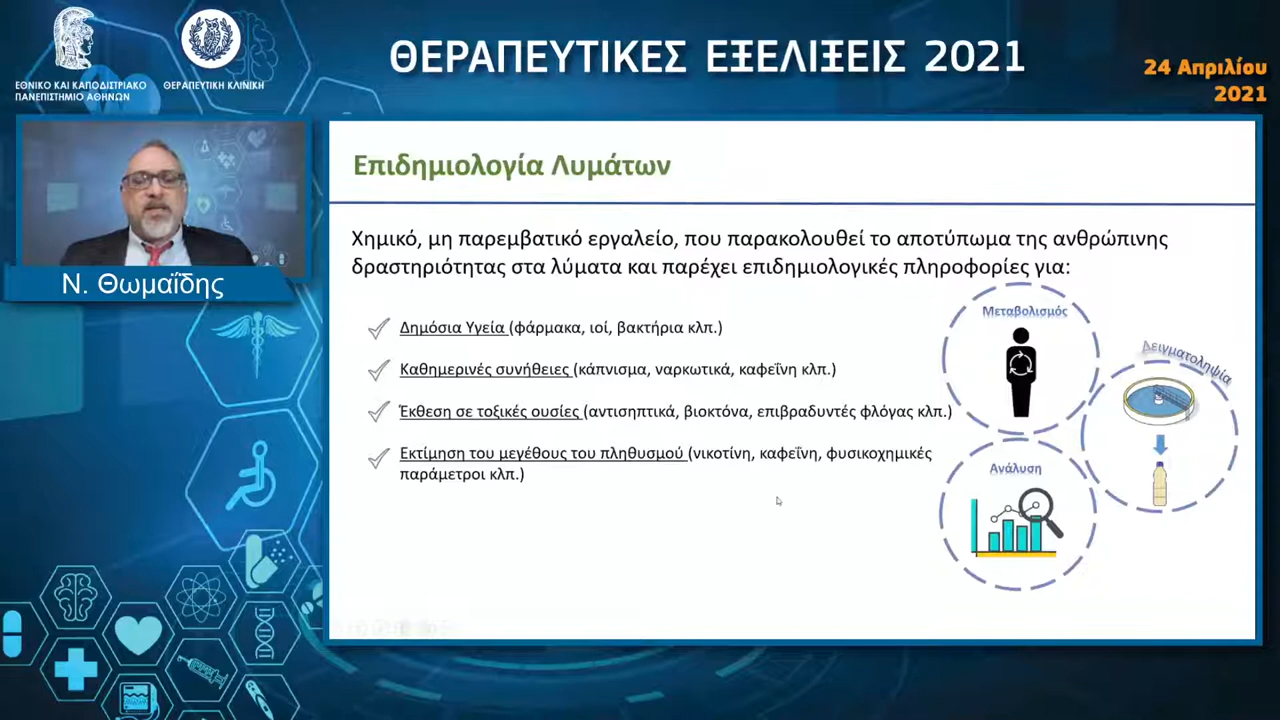 ΕΘΝΙΚΟ ΚΑΙ ΚΑΠΟΔΙΣΤΡΙΑΚΟ
ΠΑΝΕΠΙΣΤΗΜΙΟ ΑΘΗΝΩΝ
ΘΕΡΑΠΕΥΤΙΚΗ ΚΛΙΝΙΚΗ
ΘΕΡΑΠΕΥΤΙΚΕΣ ΕΞΕΛΙΞΕΙΣ 2021
24 Απριλίου
2021
Ν. Θωμαΐδης
Επιδημιολογία Λυμάτων
Χημικό, μη παρεμβατικό εργαλείο, που παρακολουθεί το αποτύπωμα της ανθρώπινης
δραστηριότητας στα λύματα και παρέχει επιδημιολογικές πληροφορίες για:
Δημόσια Υγεία (φάρμακα, ιοί, βακτήρια κλπ.)
Καθημερινές συνήθειες (κάπνισμα, ναρκωτικά, καφεΐνη κλπ.)
Έκθεση σε τοξικές ουσίες (αντισηπτικά, βιοκτόνα, επιβραδυντές φλόγας κλπ.)
Εκτίμηση του μεγέθους του πληθυσμού (νικοτίνη, καφεΐνη, φυσικοχημικές
παράμετροι κλπ.)
Μεταβολισμός
Δειγματοληψία
Ανάλυση